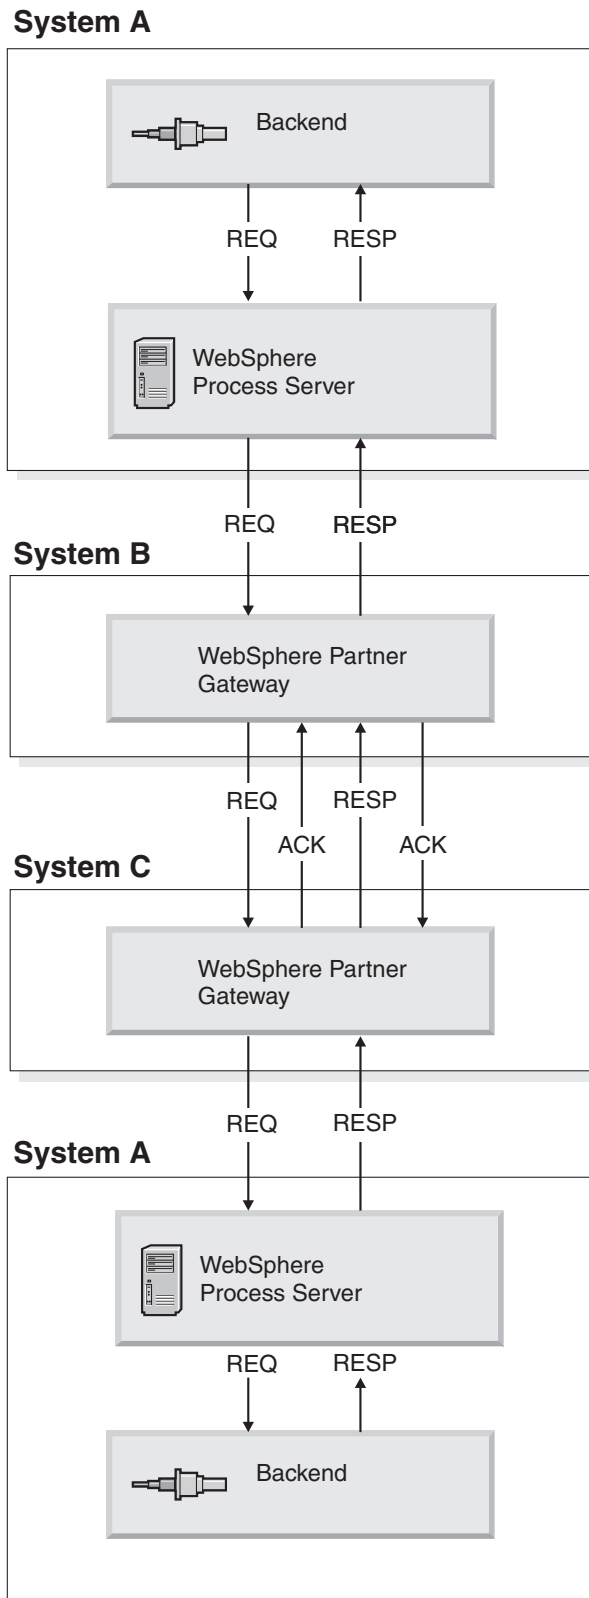 System A
Backend
REQ RESP
WebSphere
Process Server
REQ RESP
System B
WebSphere Partner
Gateway
REQ RESP
ACK ACK
System C
WebSphere Partner
Gateway
REQ RESP
System A
WebSphere
Process Server
REQ RESP
Backend